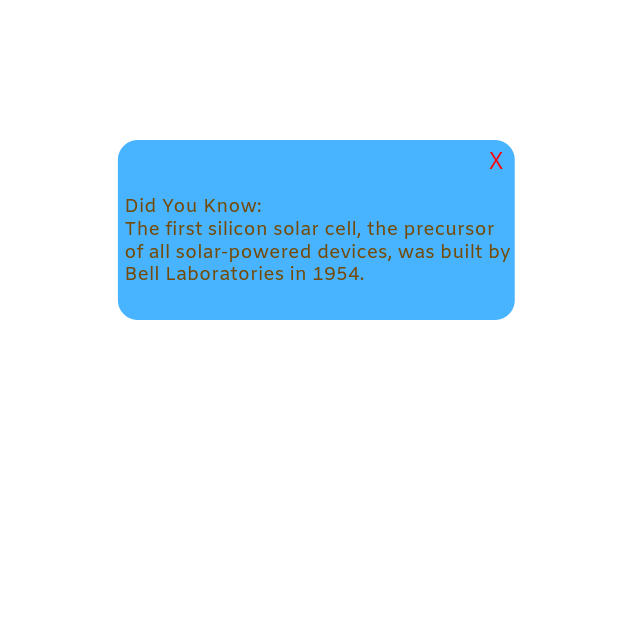 X
Did You Know:
The first silicon solar cell, the precursor
of all solar-powered devices, was built by
Bell Laboratories in 1954.